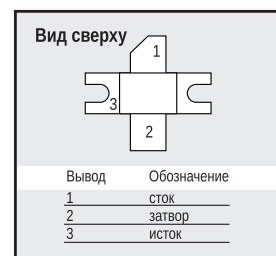 Вид сверху
1
3
2
Вывод Обозначение
1 сток
2 затвор
3 исток